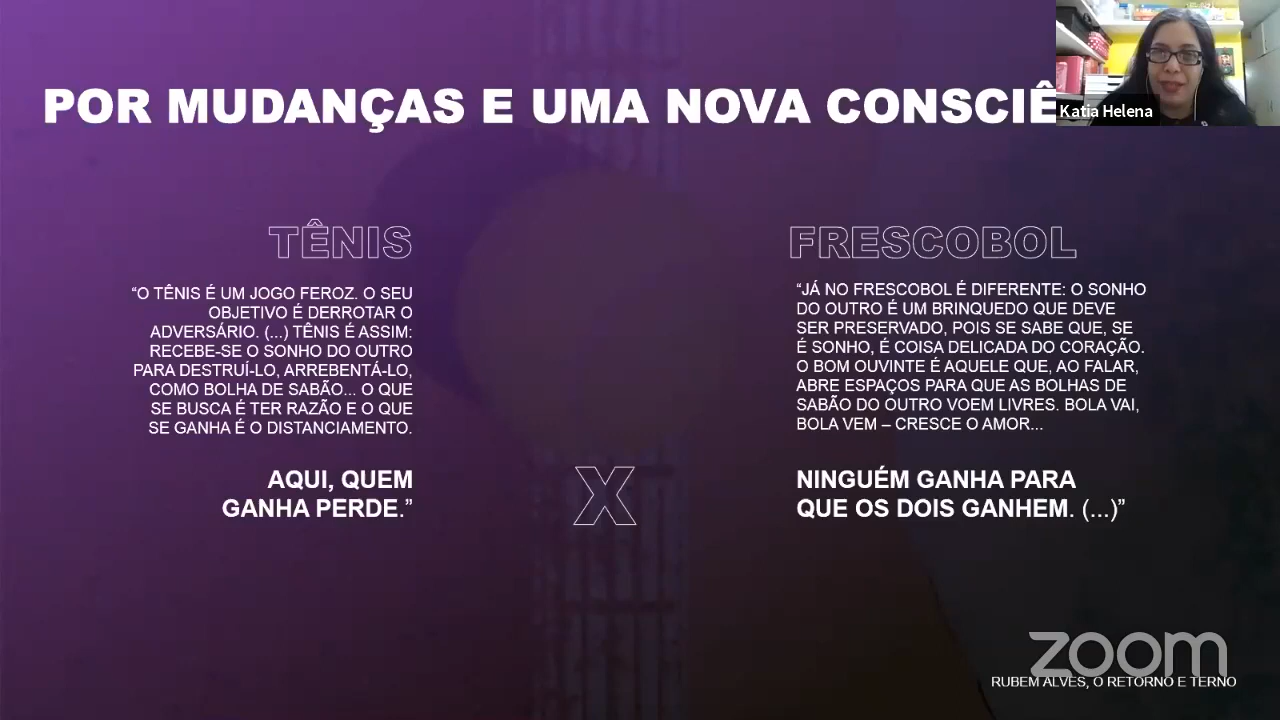 POR MUDANÇAS E UMA NOVA CONSCIÊ
Katia Helena
TÊNIS
“O TÊNIS É UM JOGO FEROZ. O SEU
OBJETIVO É DERROTAR O
ADVERSÁRIO. (...) TÊNIS É ASSIM:
RECEBE-SE O SONHO DO OUTRO
PARA DESTRUÍ-LO, ARREBENTÁ-LO,
COMO BOLHA DE SABÃO... O QUE
SE BUSCA É TER RAZÃO E O QUE
SE GANHA É O DISTANCIAMENTO.
AQUI, QUEM
GANHA PERDE.”
X
FRESCOBOL
“JÁ NO FRESCOBOL É DIFERENTE: O SONHO
DO OUTRO É UM BRINQUEDO QUE DEVE
SER PRESERVADO, POIS SE SABE QUE, SE
É SONHO, É COISA DELICADA DO CORAÇÃO.
O BOM OUVINTE É AQUELE QUE, AO FALAR,
ABRE ESPAÇOS PARA QUE AS BOLHAS DE
SABÃO DO OUTRO VOEM LIVRES. BOLA VAI,
BOLA VEM – CRESCE O AMOR...
NINGUÉM GANHA PARA
QUE OS DOIS GANHEM. (...)”
zoom
RUBEM ALVES, O RETORNO E TERNO